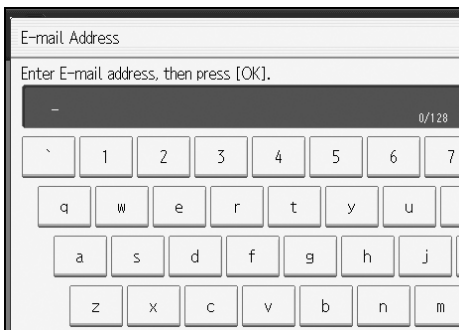 E-mail Address
Enter E-mail address, then press [OK].
_
0/128
` 1 2 3 4 5 6 7
q w e r t y u
a s d f g h j
z x c v b n m